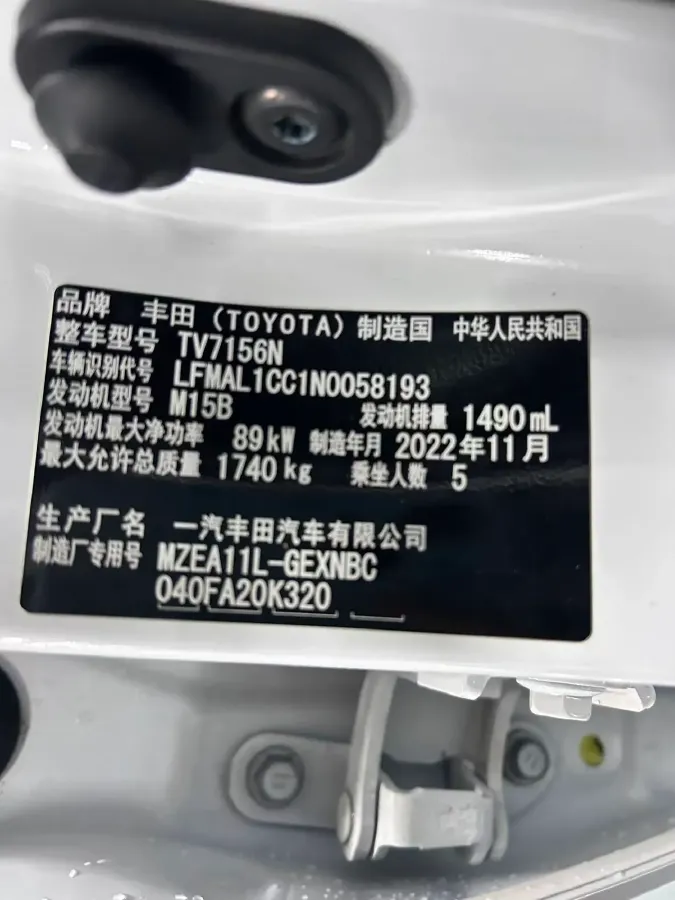 品牌 丰田（TOYOTA）制造国 中华人民共和国
整车型号 TV7156N
车辆识别代号 LFMAL1CC1N0058193
发动机型号 M15B 发动机排量 1490mL
发动机最大净功率 89kW 制造年月 2022年11月
最大允许总质量 1740kg 乘坐人数 5
生产厂名 一汽丰田汽车有限公司
制造厂专用号 MZEA11L-GEXNBC
040FA20K320